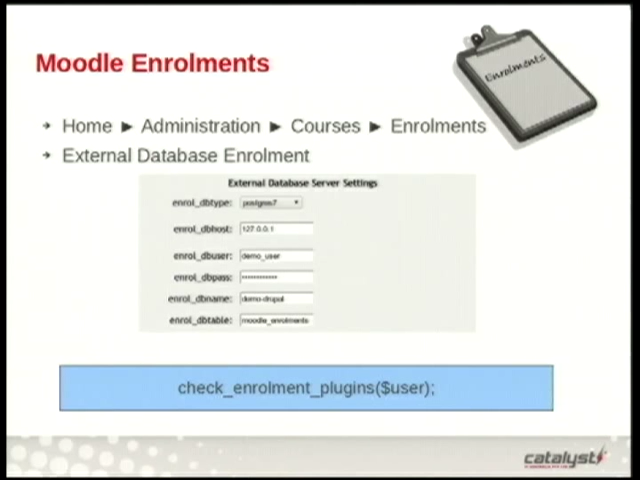 Moodle Enrolments
Enrolments
Home ► Administration ► Courses ► Enrolments
External Database Enrolment
External Database Server Settings
enrol_dbtype: postgres7
enrol_dbhost: 127.0.0.1
enrol_dbuser: demo_user
enrol_dbpass: ************
enrol_dbname: demo-drupal
enrol_dbtable: moodle_enrolments
check_enrolment_plugins($user);
catalyst